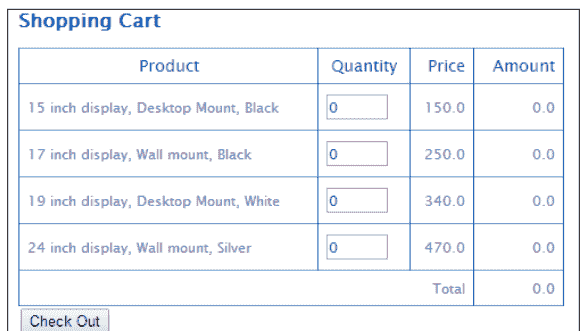 Shopping Cart
Product Quantity Price Amount
15 inch display, Desktop Mount, Black 0 150.0 0.0
17 inch display, Wall mount, Black 0 250.0 0.0
19 inch display, Desktop Mount, White 0 340.0 0.0
24 inch display, Wall mount, Silver 0 470.0 0.0
Total 0.0
Check Out